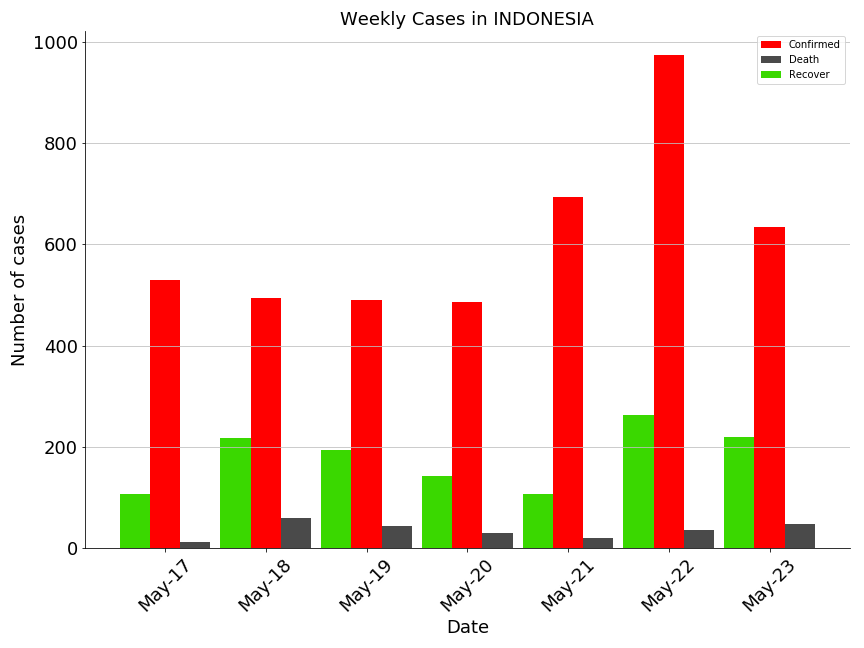 Weekly Cases in INDONESIA
Confirmed
Death
Recover
Number of cases
1000
800
600
400
200
0
May-17
May-18
May-19
May-20
May-21
May-22
May-23
Date